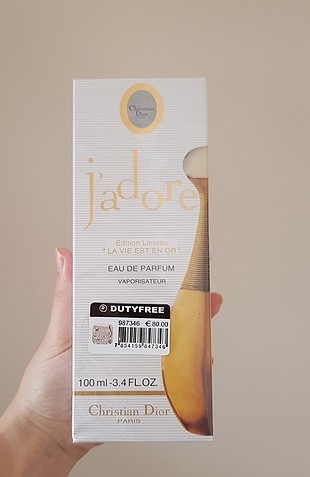 Christian
Dior
j'adore
Edition Limitée
"LA VIE EST EN OR"
EAU DE PARFUM
VAPORISATEUR
P DUTYFREE
987346 €80.00
100 ml-3.4 FL.OZ.
Christian Dior
PARIS